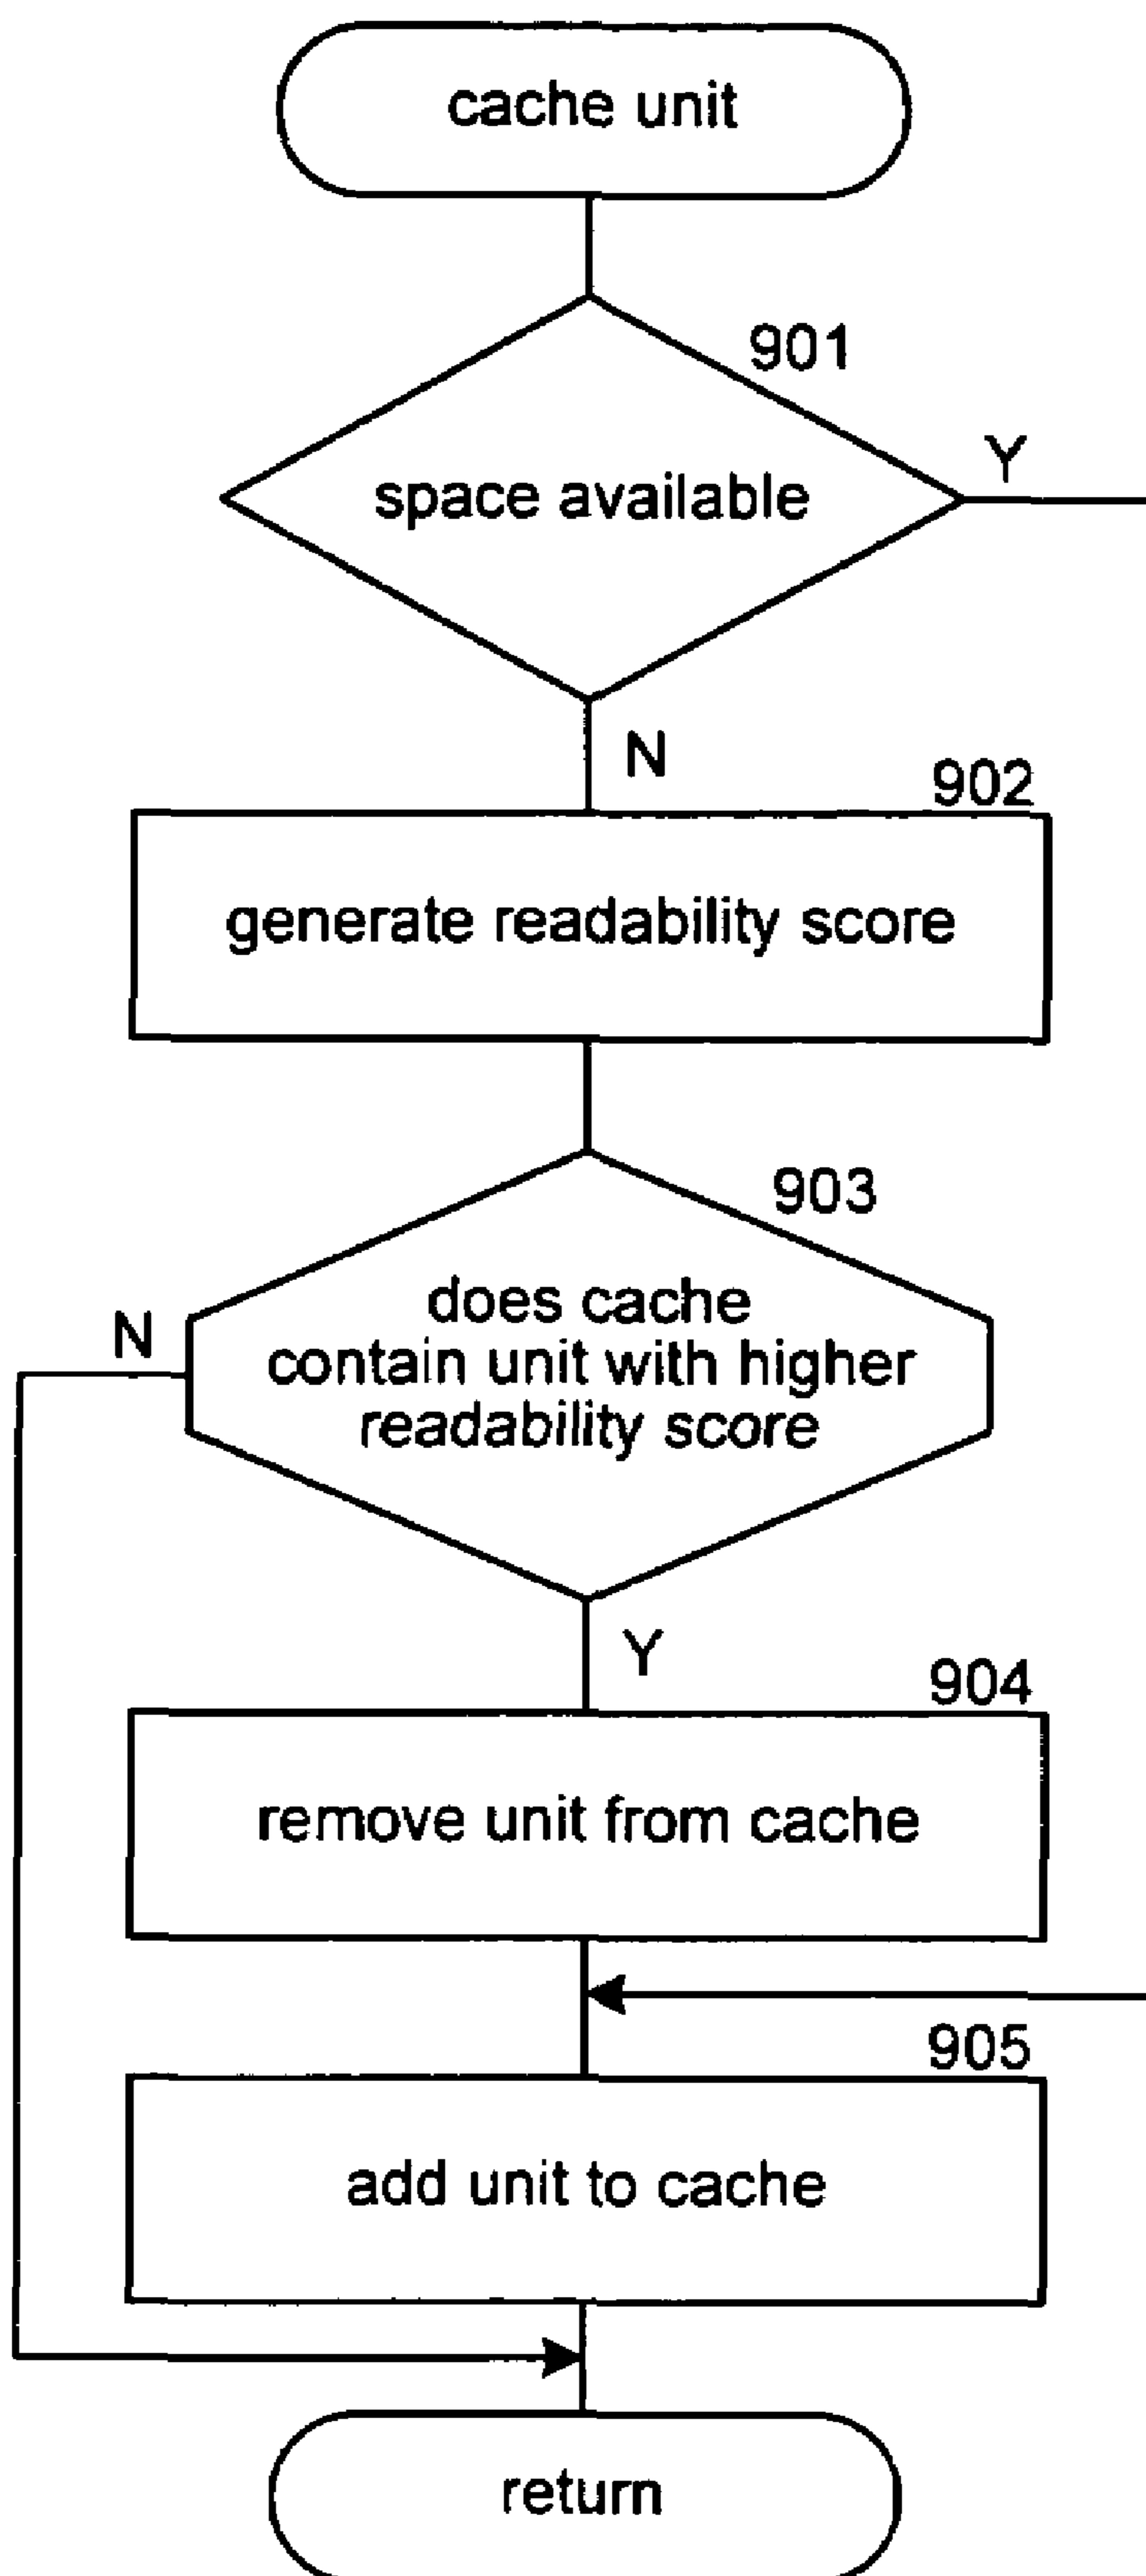 cache unit
901
space available
Y
N
902
generate readability score
903
does cache
contain unit with higher
readability score
N
Y
904
remove unit from cache
905
add unit to cache
return